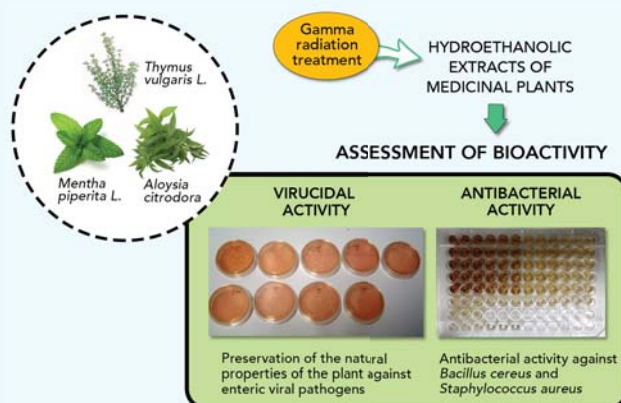 Thymus
vulgaris L.
Mentha
piperita L.
Aloysia
citrodora
Gamma
radiation
treatment
HYDROETHANOLIC
EXTRACTS OF
MEDICINAL PLANTS
ASSESSMENT OF BIOACTIVITY
VIRUCIDAL
ACTIVITY
Preservation of the natural
properties of the plant against
enteric viral pathogens
ANTIBACTERIAL
ACTIVITY
Antibacterial activity against
Bacillus cereus and
Staphylococcus aureus